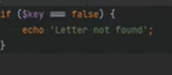 if ($key === false) {
echo 'Letter not found';
}